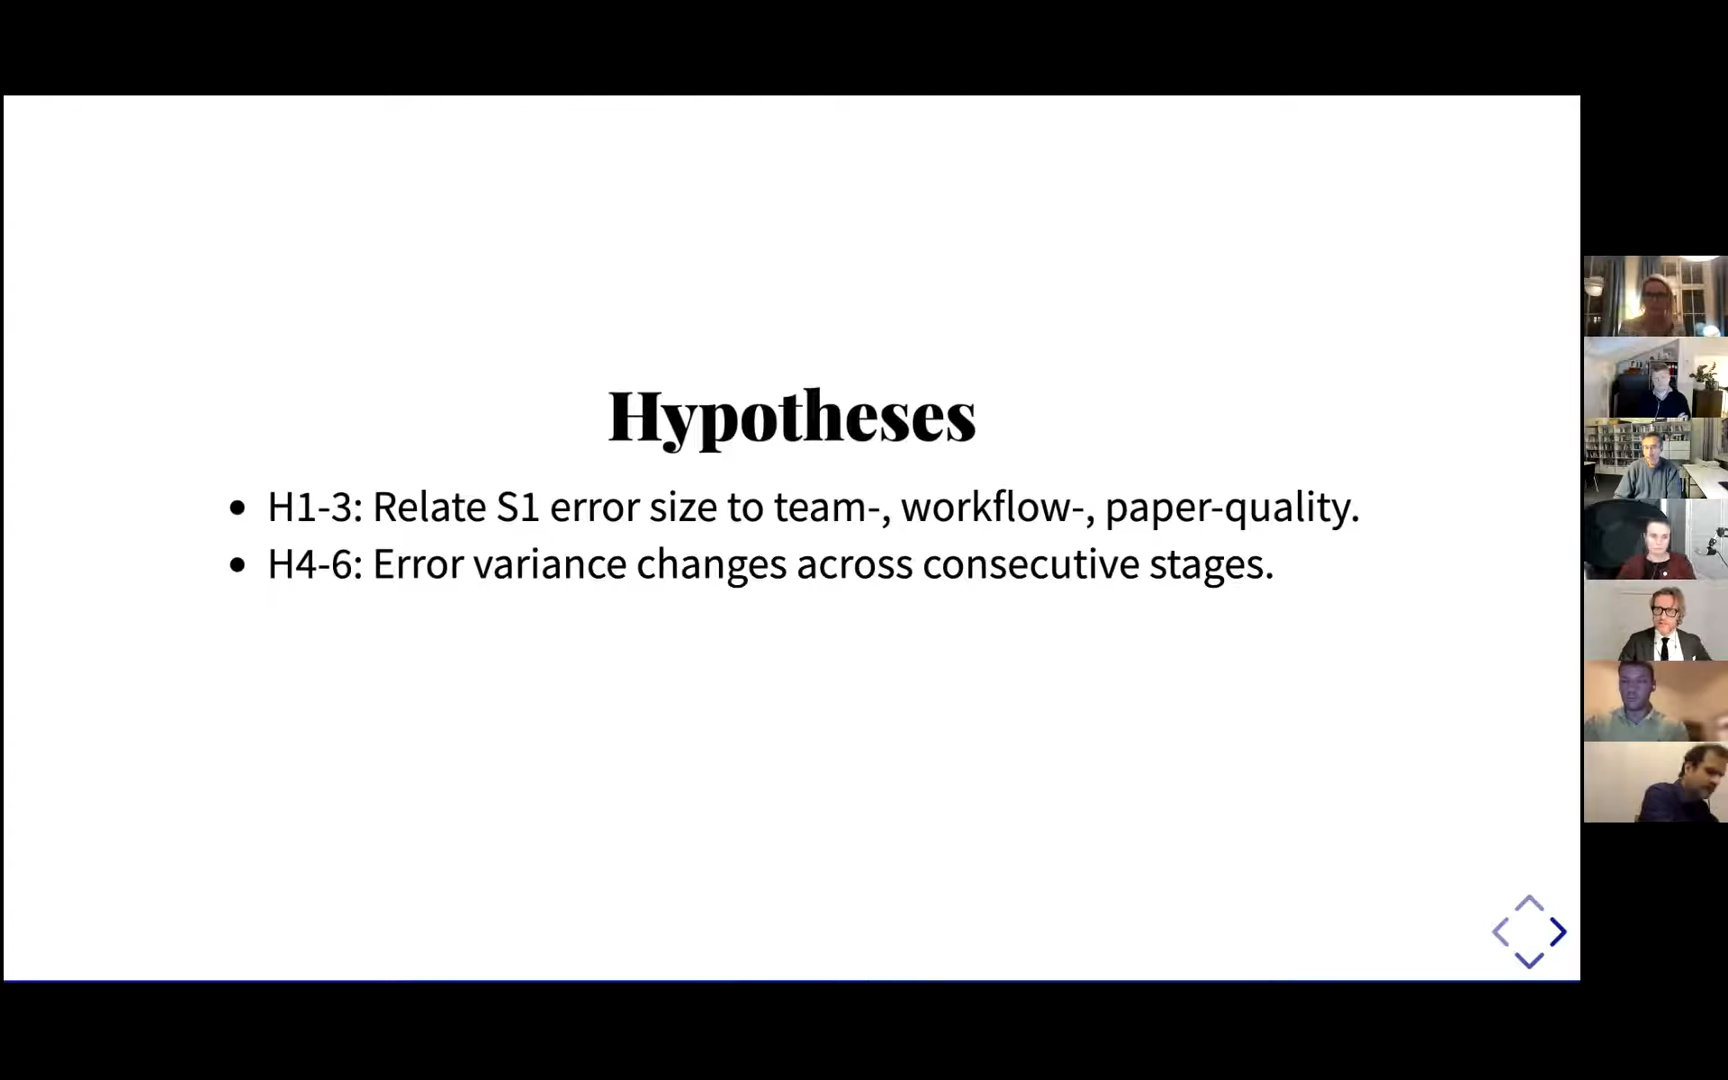 Hypotheses
• H1-3: Relate S1 error size to team-, workflow-, paper-quality.
• H4-6: Error variance changes across consecutive stages.